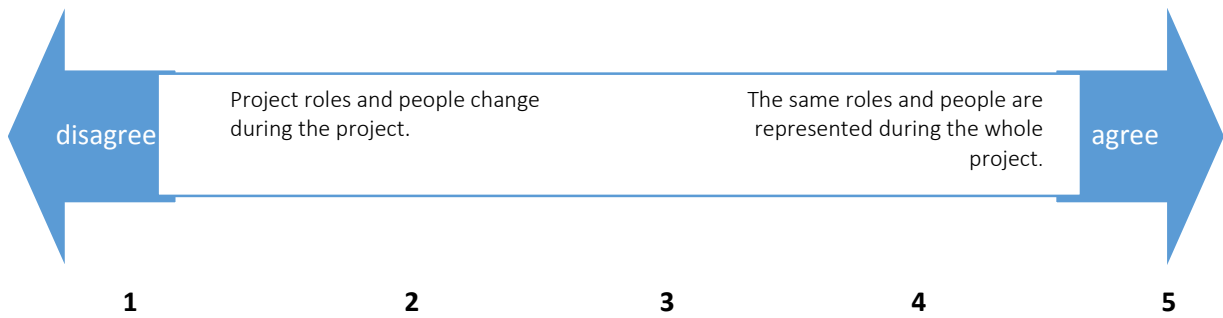 disagree
Project roles and people change
during the project.
The same roles and people are
represented during the whole
project.
agree
1 2 3 4 5